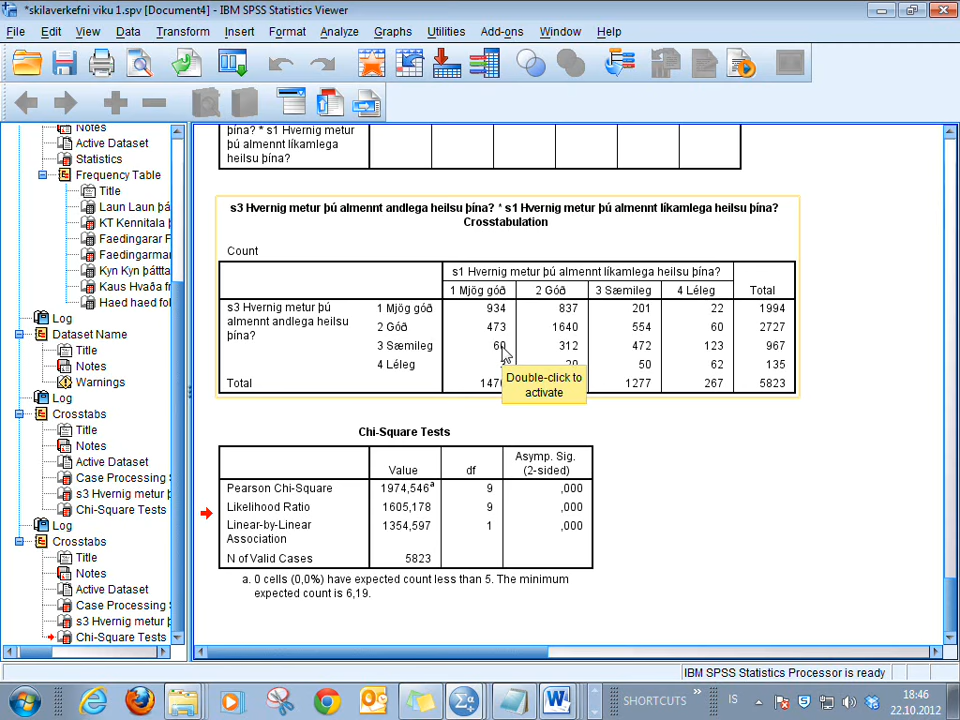 *skilaverkefni viku 1.spv [Document4] - IBM SPSS Statistics Viewer
File Edit View Data Transform Insert Format Analyze Graphs Utilities Add-ons Window Help
Notes
Active Dataset
Statistics
Frequency Table
Title
Laun Laun þá
KT Kennitala þ
Faedingarar F
Faedingarman
Kyn Kyn þáttta
Kaus Hvaða fr
Haed haed fol
Log
Dataset Name
Title
Notes
Warnings
Log
Crosstabs
Title
Notes
Active Dataset
Case Processing S
s3 Hvernig metur þ
Chi-Square Tests
Log
Crosstabs
Title
Notes
Active Dataset
Case Processing S
s3 Hvernig metur þ
Chi-Square Tests
þína? * s1 Hvernig metur
þú almennt líkamlega
heilsu þína?
s3 Hvernig metur þú almennt andlega heilsu þína? * s1 Hvernig metur þú almennt líkamlega heilsu þína?
Crosstabulation
Count
s1 Hvernig metur þú almennt líkamlega heilsu þína?
1 Mjög góð 2 Góð 3 Sæmileg 4 Léleg Total
s3 Hvernig metur þú almennt andlega heilsu þína?
1 Mjög góð 934 837 201 22 1994
2 Góð 473 1640 554 60 2727
3 Sæmileg 60 312 472 123 967
4 Léleg 50 62 135
Total 1277 267 5823
Double-click to
activate
Chi-Square Tests
Value df Asymp. Sig. (2-sided)
Pearson Chi-Square 1974,546a 9 ,000
Likelihood Ratio 1605,178 9 ,000
Linear-by-Linear Association 1354,597 1 ,000
N of Valid Cases 5823
a. 0 cells (0,0%) have expected count less than 5. The minimum
expected count is 6,19.
IBM SPSS Statistics Processor is ready
SHORTCUTS » IS 18:46
22.10.2012